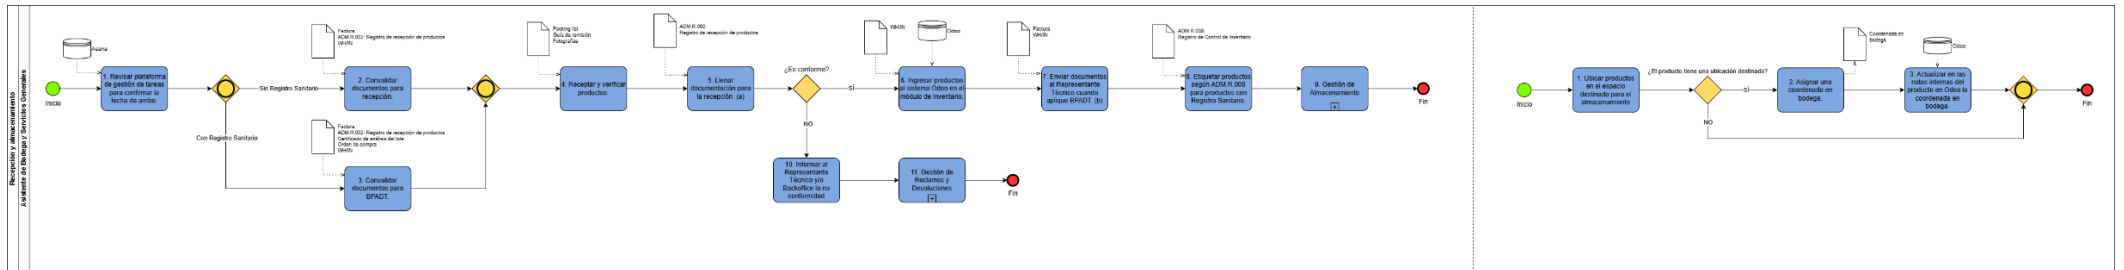 Recepción y almacenamiento
Asistente de Bodega y Servicios Generales
Inicio
Asana
1. Revisar plataforma
de gestión de tareas
para confirmar la
fecha de arribo.
Sin Registro Sanitario
Con Registro Sanitario
Factura
ADM.R.002: Registro de recepción de productos
WH/IN
2. Convalidar
documentos para
recepción.
Factura
ADM.R.002: Registro de recepción de productos
Certificado de análisis del lote
Orden de compra
WH/IN
3. Convalidar
documentos para
BPADT.
Packing list
Guía de remisión
Fotografías
4. Receptar y verificar
productos.
ADM.R.002:
Registro de recepción de productos
5. Llenar
documentación para
la recepción. (a)
¿Es conforme?
SÍ
NO
WH/IN
Odoo
6. Ingresar productos
al sistema Odoo en el
módulo de inventario.
Factura
WH/IN
7. Enviar documentos
al Representante
Técnico cuando
aplique BPADT. (b)
ADM.R.008:
Registro de Control de Inventario
8. Etiquetar productos
según ADM.R.008
para productos con
Registro Sanitario.
9. Gestión de
Almacenamiento
Fin
10. Informar al
Representante
Técnico y/o
Backoffice la no
conformidad
11. Gestión de
Reclamos y
Devoluciones
Fin
Inicio
1. Ubicar productos
en el espacio
destinado para el
almacenamiento
¿El producto tiene una ubicación destinada?
SÍ
NO
Coordenada en
bodega
2. Asignar una
coordenada en
bodega.
Odoo
3. Actualizar en las
notas internas del
producto en Odoo la
coordenada en
bodega.
Fin